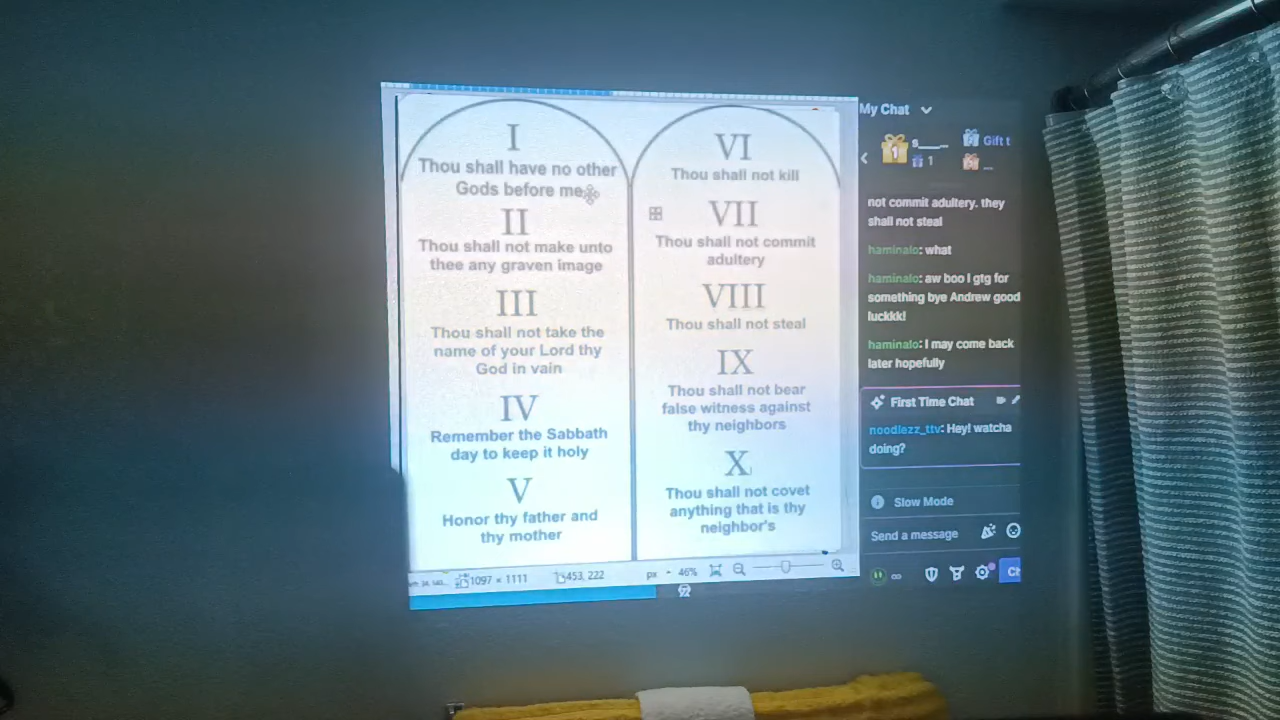 I
Thou shall have no other
Gods before me
II
Thou shall not make unto
thee any graven image
III
Thou shall not take the
name of your Lord thy
God in vain
IV
Remember the Sabbath
day to keep it holy
V
Honor thy father and
thy mother
VI
Thou shall not kill
VII
Thou shall not commit
adultery
VIII
Thou shall not steal
IX
Thou shall not bear
false witness against
thy neighbors
X
Thou shall not covet
anything that is thy
neighbor's
1097 × 1111
453, 222
px
46%
My Chat
1
s____
1
Gift t
not commit adultery. they
shall not steal
haminalo: what
haminalo: aw boo I gtg for
something bye Andrew good
luckkk!
haminalo: I may come back
later hopefully
First Time Chat
noodlezz_ttv: Hey! watcha
doing?
Slow Mode
Send a message
∞
Ch